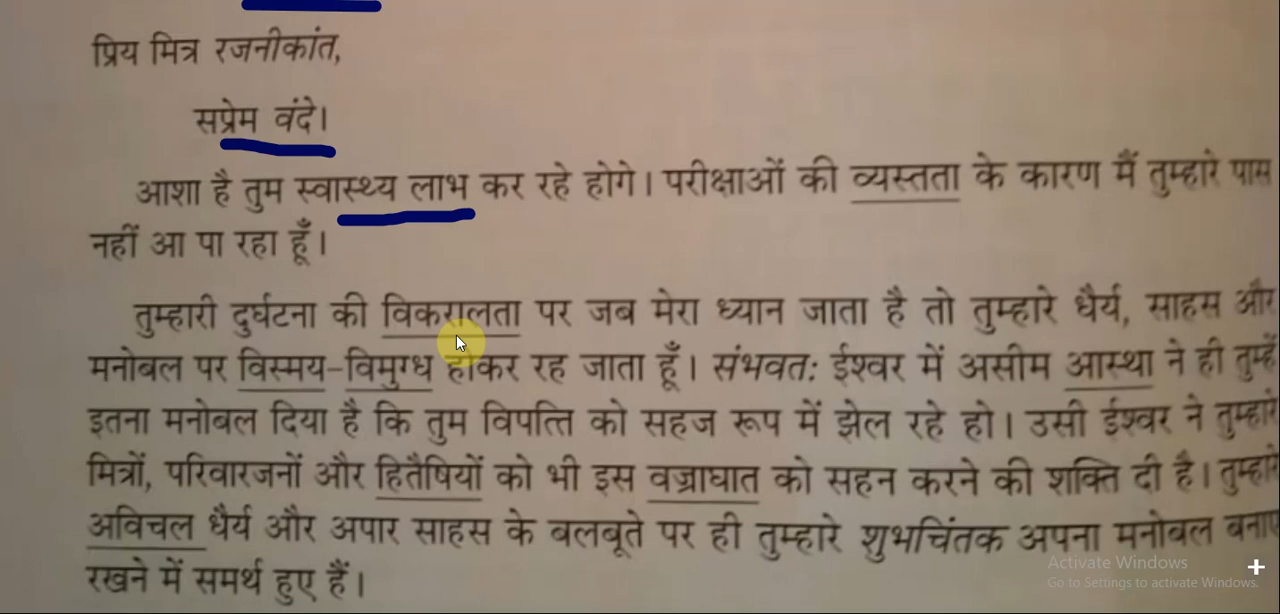 प्रिय मित्र रजनीकांत,
सप्रेम वंदे।
आशा है तुम स्वास्थ्य लाभ कर रहे होगे। परीक्षाओं की व्यस्तता के कारण मैं तुम्हारे पास
नहीं आ पा रहा हूँ।
तुम्हारी दुर्घटना की विकरालता पर जब मेरा ध्यान जाता है तो तुम्हारे धैर्य, साहस और
मनोबल पर विस्मय-विमुग्ध होकर रह जाता हूँ। संभवतः ईश्वर में असीम आस्था ने ही तुम्हें
इतना मनोबल दिया है कि तुम विपत्ति को सहज रूप में झेल रहे हो। उसी ईश्वर ने तुम्हारे
मित्रों, परिवारजनों और हितैषियों को भी इस वज्राघात को सहन करने की शक्ति दी है। तुम्हारे
अविचल धैर्य और अपार साहस के बलबूते पर ही तुम्हारे शुभचिंतक अपना मनोबल बनाए
रखने में समर्थ हुए हैं।
Activate Windows
Go to Settings to activate Windows.